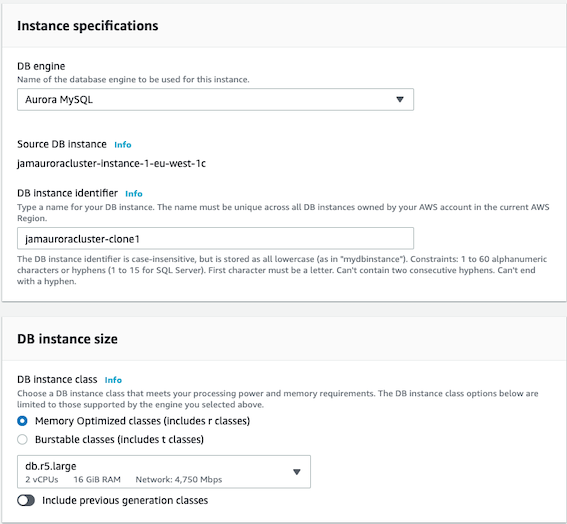 Instance specifications
DB engine
Name of the database engine to be used for this instance.
Aurora MySQL
Source DB instance Info
jamauroracluster-instance-1-eu-west-1c
DB instance identifier Info
Type a name for your DB instance. The name must be unique across all DB instances owned by your AWS account in the current AWS
Region.
jamauroracluster-clone1
The DB instance identifier is case-insensitive, but is stored as all lowercase (as in "mydbinstance"). Constraints: 1 to 60 alphanumeric
characters or hyphens (1 to 15 for SQL Server). First character must be a letter. Can't contain two consecutive hyphens. Can't end
with a hyphen.
DB instance size
DB instance class Info
Choose a DB instance class that meets your processing power and memory requirements. The DB instance class options below are
limited to those supported by the engine you selected above.
Memory Optimized classes (includes r classes)
Burstable classes (includes t classes)
db.r5.large
2 vCPUs 16 GiB RAM Network: 4,750 Mbps
Include previous generation classes